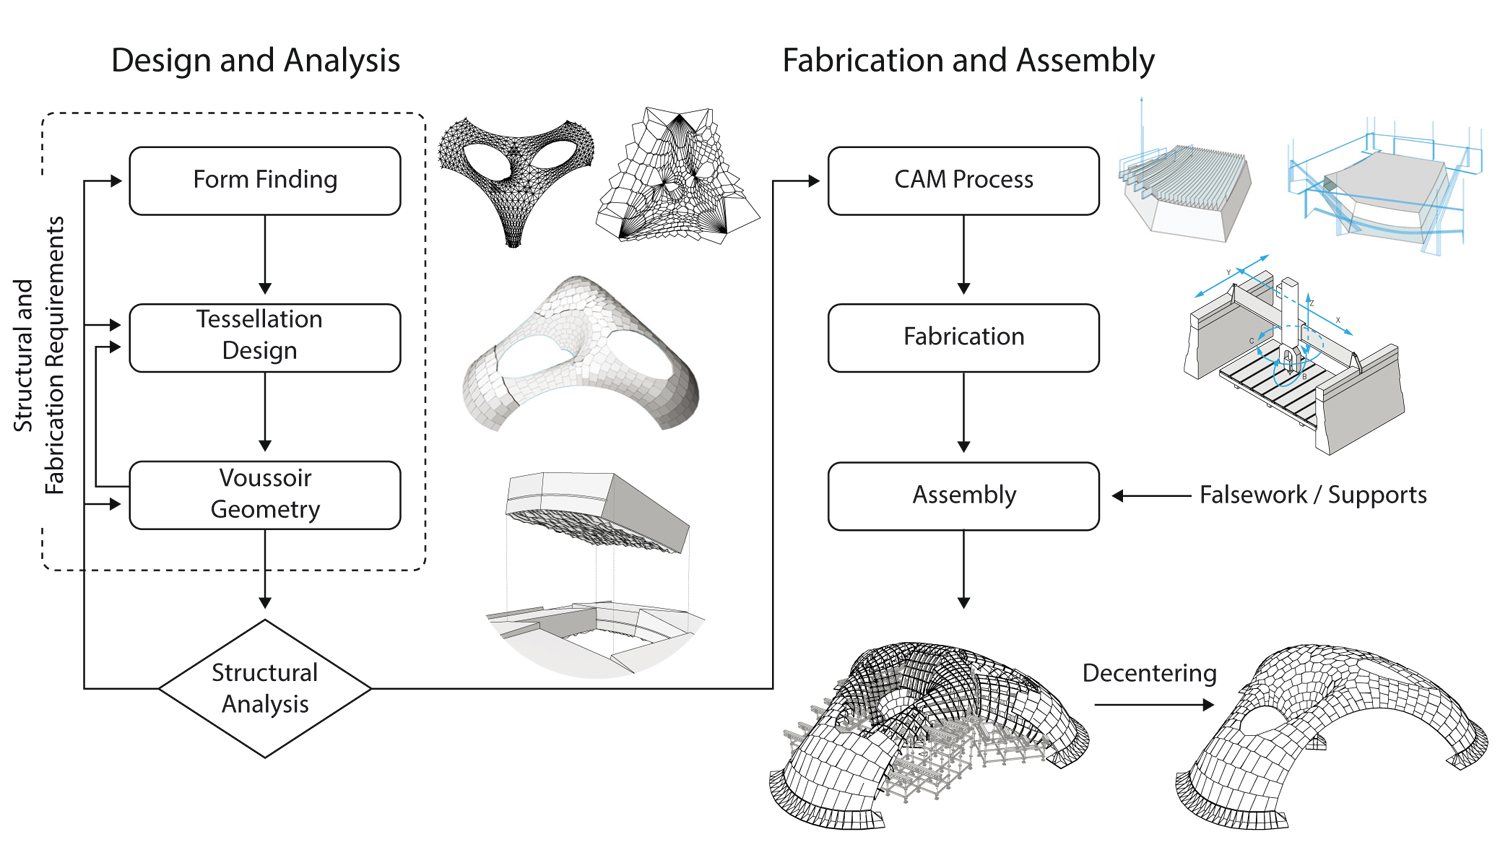 Design and Analysis
Structural and
Fabrication Requirements
Form Finding
Tessellation
Design
Voussoir
Geometry
Structural
Analysis
Fabrication and Assembly
CAM Process
Fabrication
Y
Z
X
C
B
Assembly
Falsework / Supports
Decentering